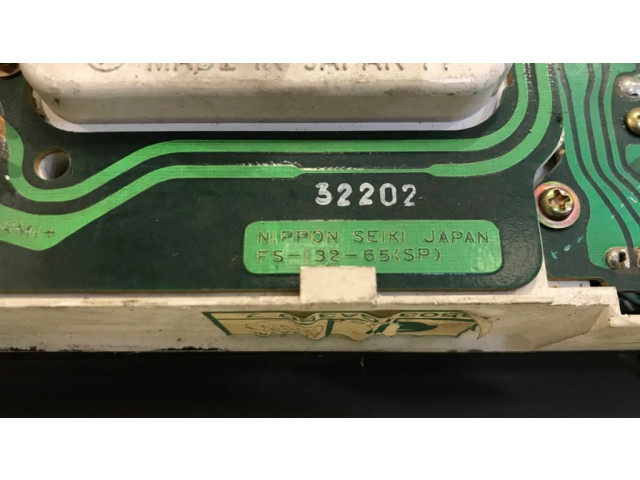 MADE IN JAPAN
32202
NIPPON SEIKI JAPAN
FS-132-65(SP)